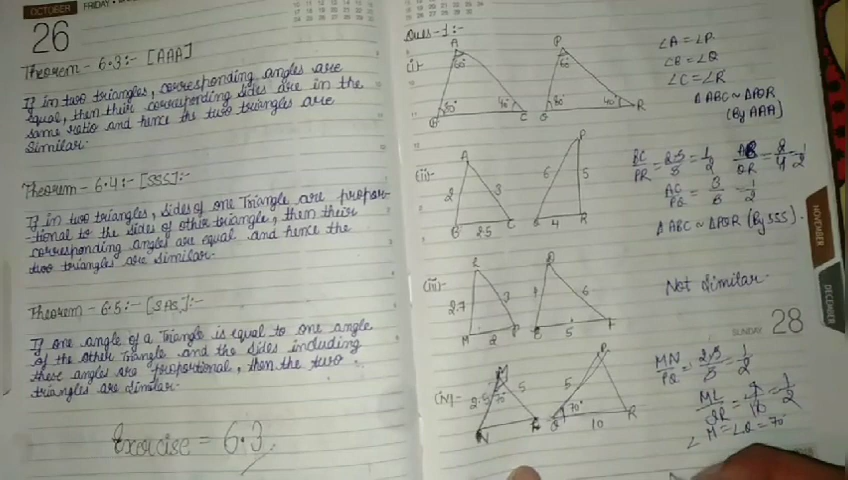 OCTOBER FRIDAY
26
Theorem - 6.3:- [AAA]
If in two triangles, corresponding angles are
equal, then their corresponding sides are in the
same ratio and hence the two triangles are
similar.
Theorem - 6.4:- [SSS]:-
If in two triangles, sides of one Triangle are propor-
-tional to the sides of other triangle, then their
corresponding angles are equal and hence the
two triangles are similar.
Theorem - 6.5:- [SAS]:-
If one angle of a Triangle is equal to one angle
of the other Triangle and the sides including
these angles are proportional, then the two
triangles are similar.
Exercise = 6.3
Ques-1:-
(i)
A
60°
80°
40°
C
P
60°
80°
40°
Q
R
∠A = ∠P
∠B = ∠Q
∠C = ∠R
∆ABC ~ ∆PQR
(By AAA)
(ii)
A
2
3
B
2.5
C
P
6
5
4
R
BC/PR = 2.5/5 = 1/2 AB/QR = 2/4 = 1/2
AC/PQ = 3/6 = 1/2
∆ABC ~ ∆PQR (By SSS).
(iii)
L
2.7
3
M
2
P
D
4
6
E
5
F
Not Similar.
SUNDAY 28
(iv)
M
2.5
70°
5
N
L
P
5
70°
Q
10
R
MN/PQ = 2.5/5 = 1/2
ML/QR = 5/10 = 1/2
∠M = ∠Q = 70°
NOVEMBER
DECEMBER